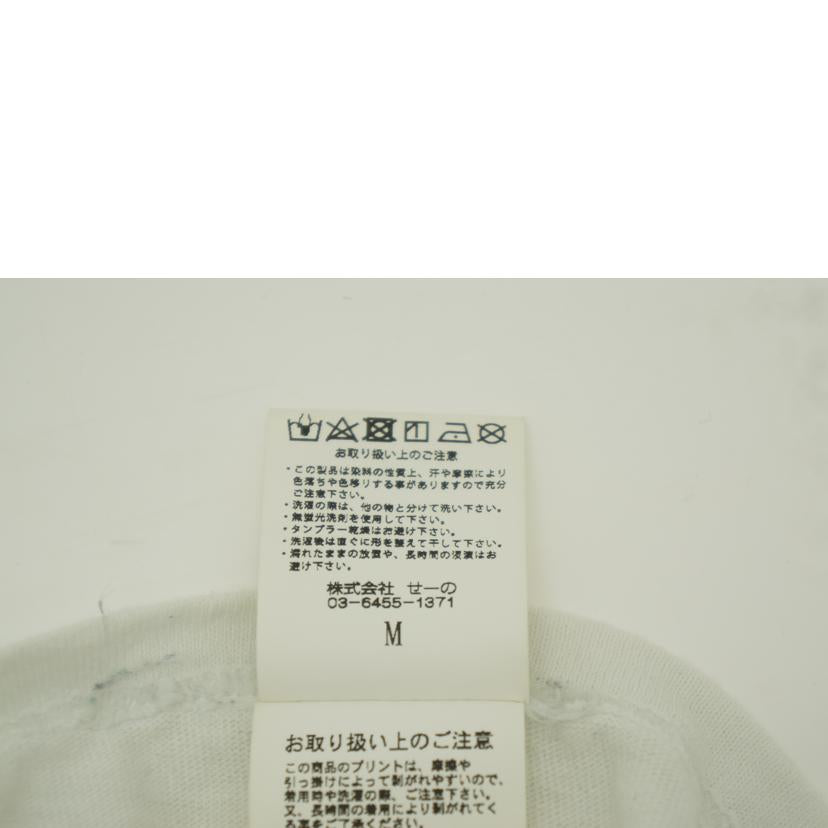 お取り扱い上のご注意
・この製品は染料の性質上、汗や摩擦により
色落ちや色移りする事がありますので充分
ご注意下さい。
・洗濯の際は、他の物と分けて洗い下さい。
・無蛍光洗剤を使用して下さい。
・タンブラー乾燥はお避け下さい。
・洗濯後は直ぐに形を整えて干して下さい。
・濡れたままの放置や、長時間の浸漬はお
避け下さい。
株式会社 せーの
03-6455-1371
M
お取り扱い上のご注意
この商品のプリントは、摩擦や
引っ掛けによって剥がれやすいので、
着用時や洗濯の際、ご注意下さい。
又、長時間の着用により剥がれてく
る事をご了承ください。